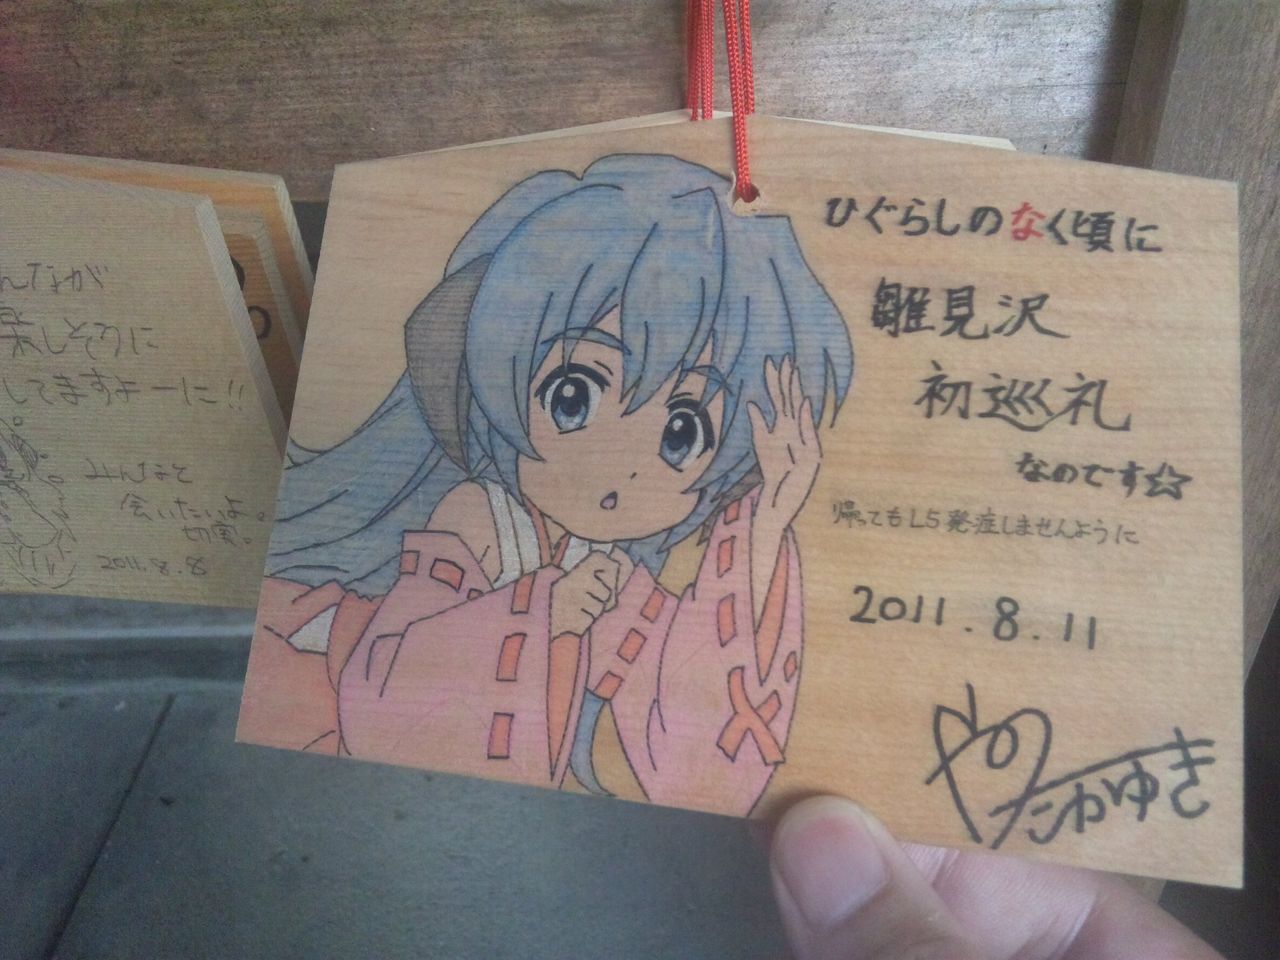 ひぐらしのなく頃に
雛見沢
初巡礼
なのです☆
帰ってもL5発症しませんように
2011.8.11
たかゆき
んなが
楽しそうに
してますよーに!!
みんなと
会いたいよ。
切実。
2011.8.8